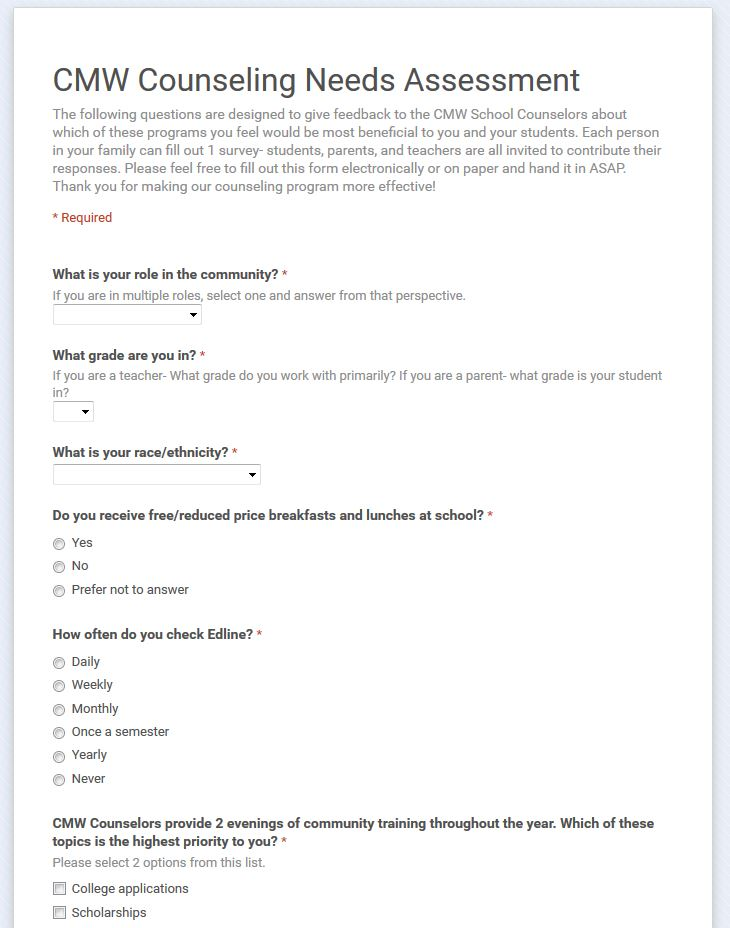 CMW Counseling Needs Assessment
The following questions are designed to give feedback to the CMW School Counselors about
which of these programs you feel would be most beneficial to you and your students. Each person
in your family can fill out 1 survey- students, parents, and teachers are all invited to contribute their
responses. Please feel free to fill out this form electronically or on paper and hand it in ASAP.
Thank you for making our counseling program more effective!
* Required
What is your role in the community? *
If you are in multiple roles, select one and answer from that perspective.
What grade are you in? *
If you are a teacher- What grade do you work with primarily? If you are a parent- what grade is your student
in?
What is your race/ethnicity? *
Do you receive free/reduced price breakfasts and lunches at school? *
Yes
No
Prefer not to answer
How often do you check Edline? *
Daily
Weekly
Monthly
Once a semester
Yearly
Never
CMW Counselors provide 2 evenings of community training throughout the year. Which of these
topics is the highest priority to you? *
Please select 2 options from this list.
College applications
Scholarships